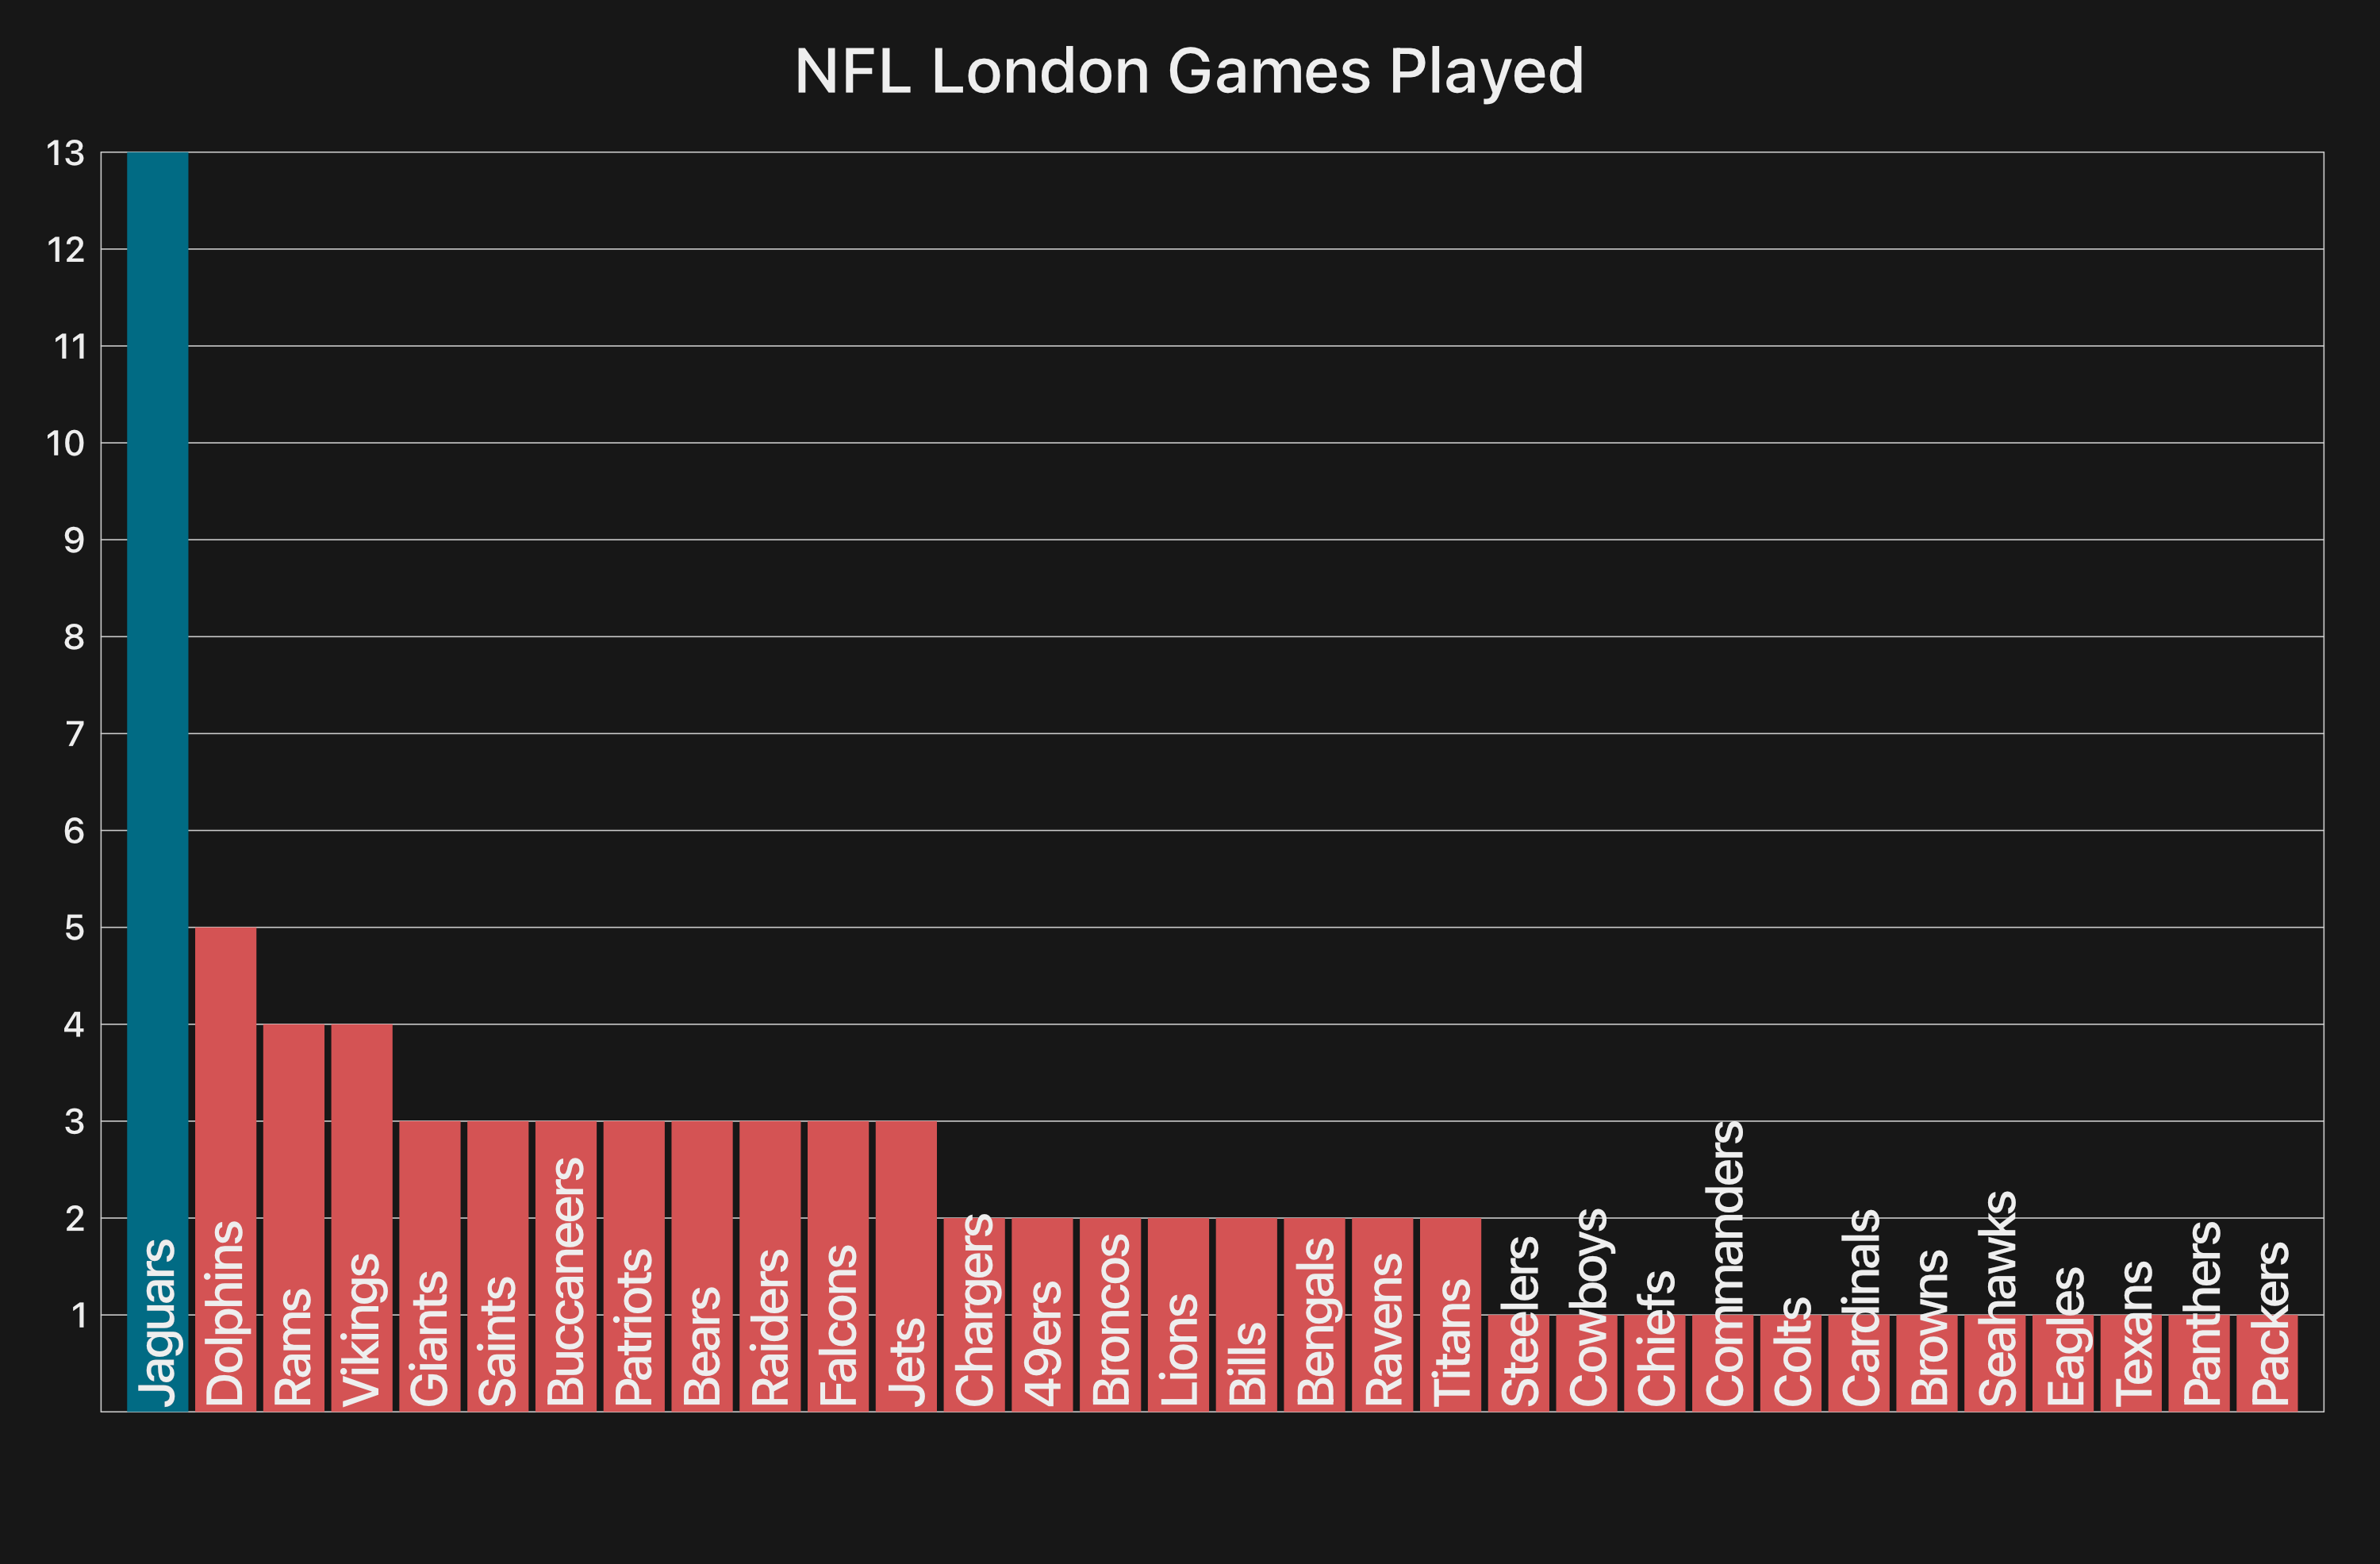 NFL London Games Played
13
12
11
10
9
8
7
6
5
4
3
2
1
Jaguars
Dolphins
Rams
Vikings
Giants
Saints
Buccaneers
Patriots
Bears
Raiders
Falcons
Jets
Chargers
49ers
Broncos
Lions
Bills
Bengals
Ravens
Titans
Steelers
Cowboys
Chiefs
Commanders
Colts
Cardinals
Browns
Seahawks
Eagles
Texans
Panthers
Packers